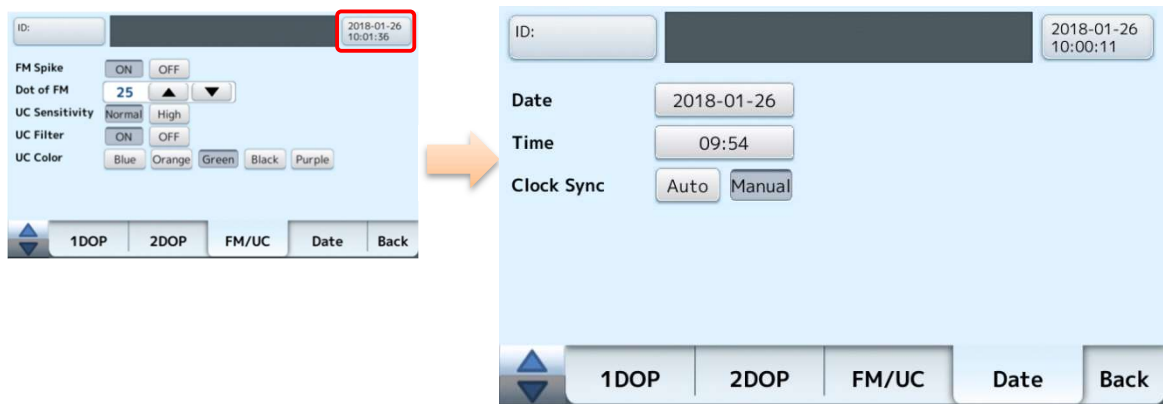 ID:
2018-01-26
10:01:36
FM Spike ON OFF
Dot of FM 25 ▲ ▼
UC Sensitivity Normal High
UC Filter ON OFF
UC Color Blue Orange Green Black Purple
1DOP 2DOP FM/UC Date Back
ID:
2018-01-26
10:00:11
Date 2018-01-26
Time 09:54
Clock Sync Auto Manual
1DOP 2DOP FM/UC Date Back